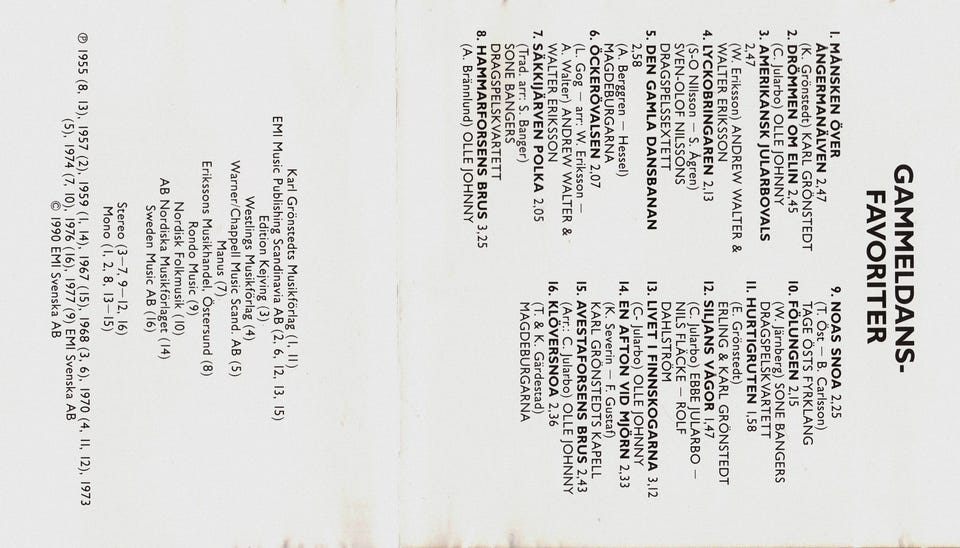 GAMMELDANS-
FAVORITER
1. MÅNSKEN ÖVER
ÅNGERMANÄLVEN 2,47
(K. Grönstedt) KARL GRÖNSTEDT
2. DRÖMMEN OM ELIN 2,45
(C. Jularbo) OLLE JOHNNY
3. AMERIKANSK JULARBOVALS
2,47
(W. Eriksson) ANDREW WALTER &
WALTER ERIKSSON
4. LYCKOBRINGAREN 2,13
(S-O Nilsson – S. Ågren)
SVEN-OLOF NILSSONS
DRAGSPELSSEXTETT
5. DEN GAMLA DANSBANAN
2,58
(A. Berggren – Hessel)
MAGDEBURGARNA
6. ÖCKERÖVALSEN 2,07
(L. Gog – arr: W. Eriksson –
A. Walter) ANDREW WALTER &
WALTER ERIKSSON
7. SÄKKIJÄRVEN POLKA 2,05
(Trad. arr: S. Banger)
SONE BANGERS
DRAGSPELSKVARTETT
8. HAMMARFORSENS BRUS 3,25
(A. Brännlund) OLLE JOHNNY
9. NOAS SNOA 2,25
(T. Öst – B. Carlsson)
TAGE ÖSTS FYRKLANG
10. FÖLUNGEN 2,15
(W. Järnberg) SONE BANGERS
DRAGSPELSKVARTETT
11. HURTIGRUTEN 1,58
(E. Grönstedt)
ERLING & KARL GRÖNSTEDT
12. SILJANS VÅGOR 1,47
(C. Jularbo) EBBE JULARBO –
NILS FLÄCKE – ROLF
DAHLSTRÖM
13. LIVET I FINNSKOGARNA 3,12
(C- Jularbo) OLLE JOHNNY
14. EN AFTON VID MJÖRN 2,33
(K. Severin – F. Gustaf)
KARL GRÖNSTEDTS KAPELL
15. AVESTAFORSENS BRUS 2,43
(Arr.: C. Jularbo) OLLE JOHNNY
16. KLÖVERSNOA 2,36
(T. & K. Gärdestad)
MAGDEBURGARNA
Karl Grönstedts Musikförlag (1, 11)
EMI Music Publishing Scandinavia AB (2, 6, 12, 13, 15)
Edition Kejving (3)
Westlings Musikförlag (4)
Warner/Chappell Music Scand. AB (5)
Manus (7)
Erikssons Musikhandel, Östersund (8)
Rondo Music (9)
Nordisk Folkmusik (10)
AB Nordiska Musikförlaget (14)
Sweden Music AB (16)
Stereo (3–7, 9–12, 16)
Mono (1, 2, 8, 13–15)
℗ 1955 (8, 13), 1957 (2), 1959 (1, 14), 1967 (15), 1968 (3, 6), 1970 (4, 11, 12), 1973
(5), 1974 (7, 10), 1976 (16), 1977 (9) EMI Svenska AB
© 1990 EMI Svenska AB